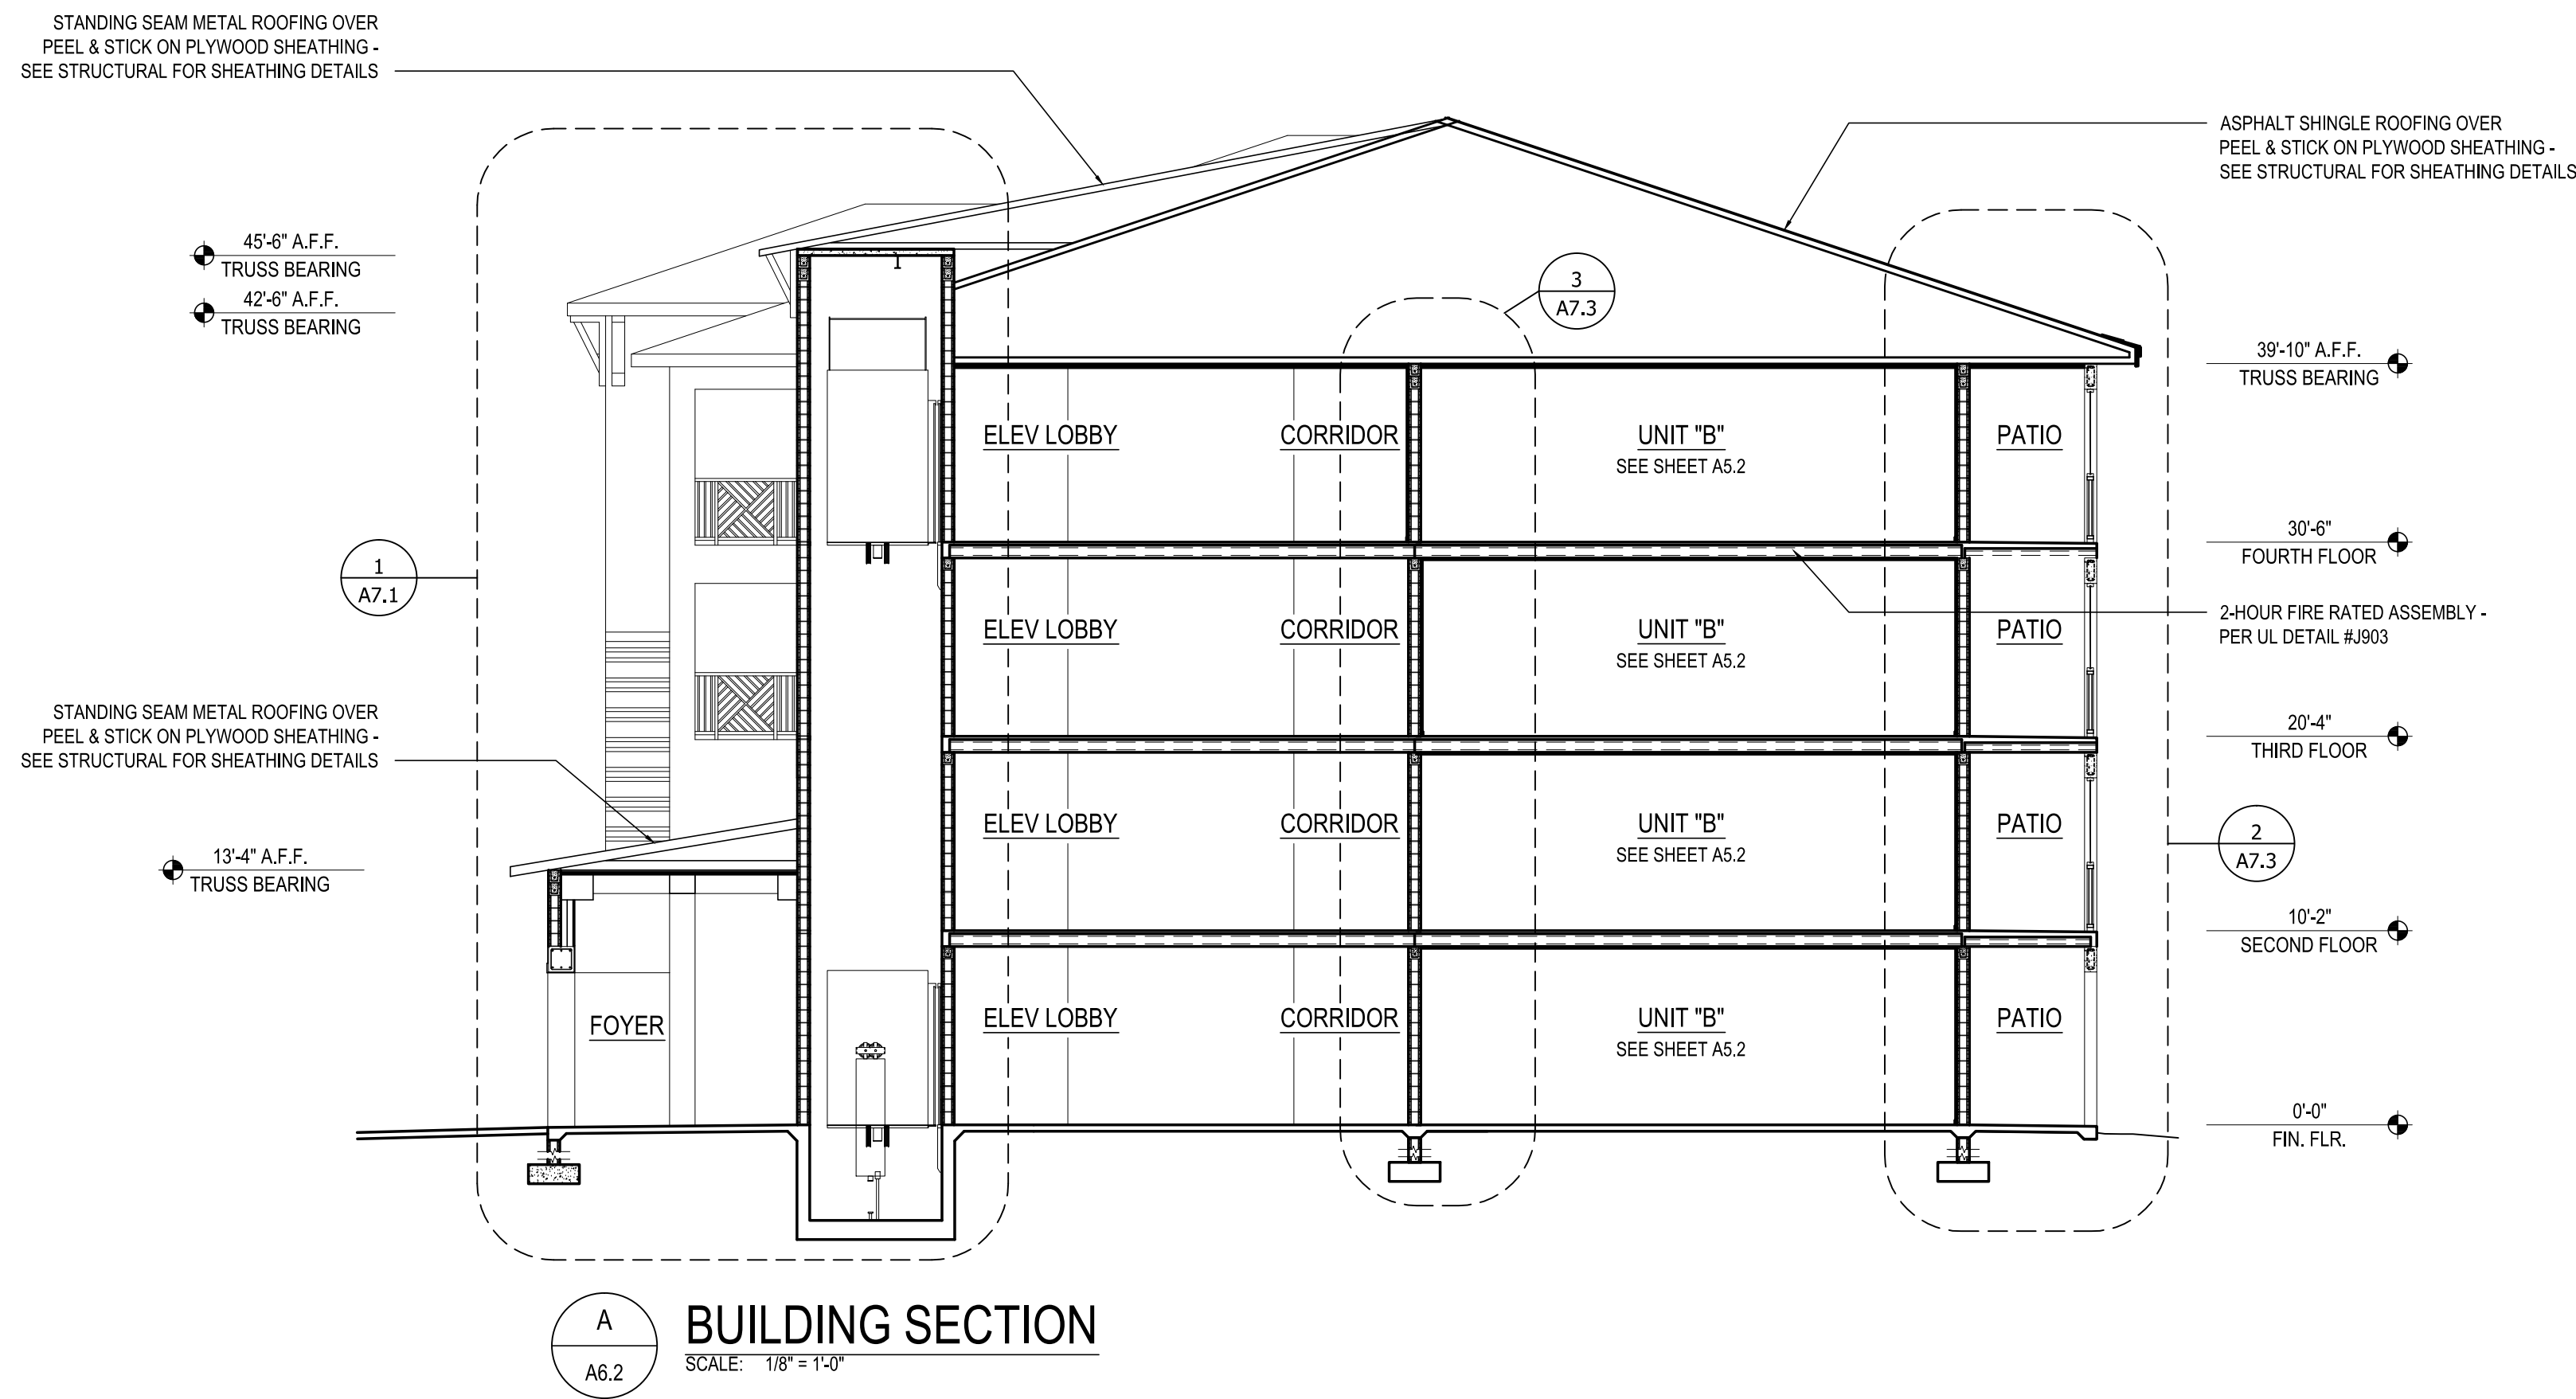 STANDING SEAM METAL ROOFING OVER
PEEL & STICK ON PLYWOOD SHEATHING -
SEE STRUCTURAL FOR SHEATHING DETAILS
ASPHALT SHINGLE ROOFING OVER
PEEL & STICK ON PLYWOOD SHEATHING -
SEE STRUCTURAL FOR SHEATHING DETAILS
45'-6" A.F.F.
TRUSS BEARING
42'-6" A.F.F.
TRUSS BEARING
1
3
A7.3
39'-10" A.F.F.
TRUSS BEARING
ELEV LOBBY
CORRIDOR
UNIT "B"
SEE SHEET A5.2
PATIO
30'-6"
FOURTH FLOOR
1
A7.1
2-HOUR FIRE RATED ASSEMBLY -
PER UL DETAIL #J903
ELEV LOBBY
CORRIDOR
UNIT "B"
SEE SHEET A5.2
PATIO
STANDING SEAM METAL ROOFING OVER
PEEL & STICK ON PLYWOOD SHEATHING -
SEE STRUCTURAL FOR SHEATHING DETAILS
20'-4"
THIRD FLOOR
ELEV LOBBY
CORRIDOR
UNIT "B"
SEE SHEET A5.2
PATIO
2
A7.3
13'-4" A.F.F.
TRUSS BEARING
10'-2"
SECOND FLOOR
FOYER
ELEV LOBBY
CORRIDOR
UNIT "B"
SEE SHEET A5.2
PATIO
0'-0"
FIN. FLR.
A
A6.2
BUILDING SECTION
SCALE: 1/8" = 1'-0"